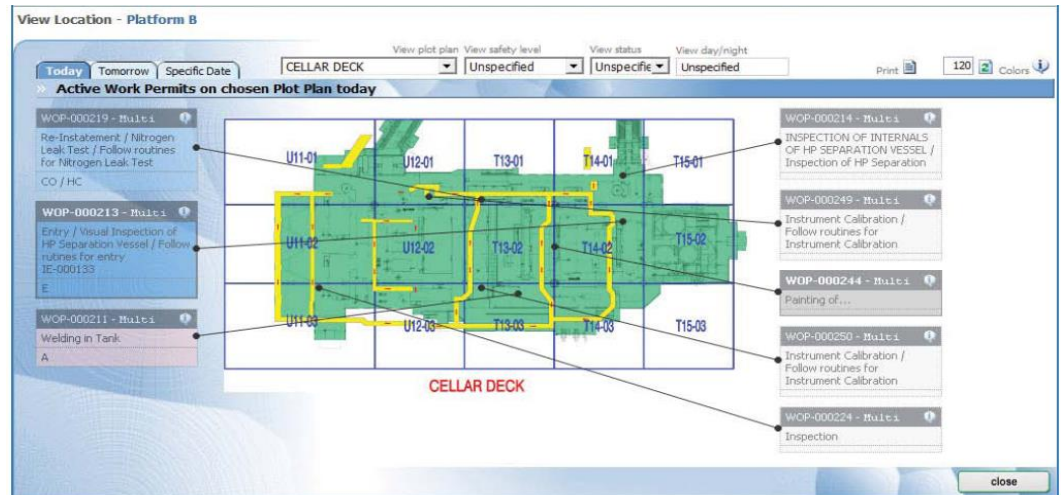 View Location - Platform B
View plot plan View safety level View status View day/night
Today Tomorrow Specific Date CELLAR DECK Unspecified Unspecifie Unspecified Print 120 Colors
Active Work Permits on chosen Plot Plan today
WOP-000219 - Multi
Re-Instatement / Nitrogen
Leak Test / Follow routines
for Nitrogen Leak Test
CO / HC
WOP-000213 - Multi
Entry / Visual Inspection of
HP Separation Vessel / Follow
rutines for entry
IE-000133
E
WOP-000211 - Multi
Welding in Tank
A
U11-01 U12-01 T13-01 T14-01 T15-01
U11-02 U12-02 T13-02 T14-02 T15-02
U11-03 U12-03 T13-03 T14-03 T15-03
CELLAR DECK
WOP-000214 - Multi
INSPECTION OF INTERNALS
OF HP SEPARATION VESSEL /
Inspection of HP Separation
WOP-000249 - Multi
Instrument Calibration /
Follow routines for
Instrument Calibration
WOP-000244 - Multi
Painting of...
WOP-000250 - Multi
Instrument Calibration /
Follow routines for
Instrument Calibration
WOP-000224 - Multi
Inspection
close